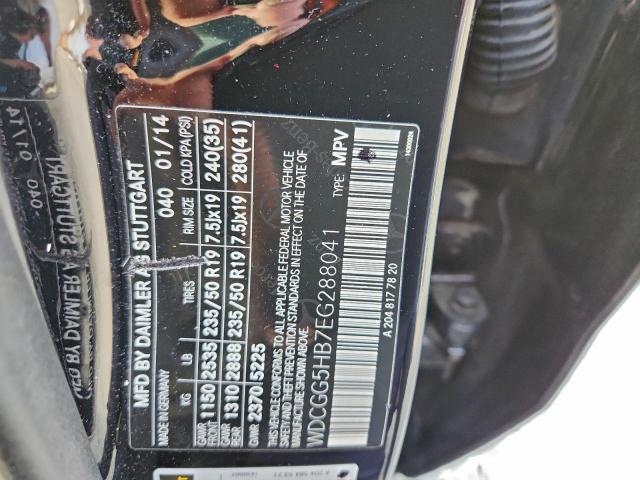 MFD BY DAIMLER AG STUTTGART
MADE IN GERMANY 040 01/14
KG LB TIRES RIM SIZE COLD KPA (PSI)
GAWR FRONT 1150 2535 235/50 R19 7.5Jx19 240(35)
GAWR REAR 1310 2888 235/50 R19 7.5Jx19 280(41)
GVWR 2370 5225
THIS VEHICLE CONFORMS TO ALL APPLICABLE FEDERAL MOTOR VEHICLE
SAFETY AND THEFT PREVENTION STANDARDS IN EFFECT ON THE DATE OF
MANUFACTURE SHOWN ABOVE.
WDCGG5HB7EG288041 TYPE: MPV
A 204 817 78 20